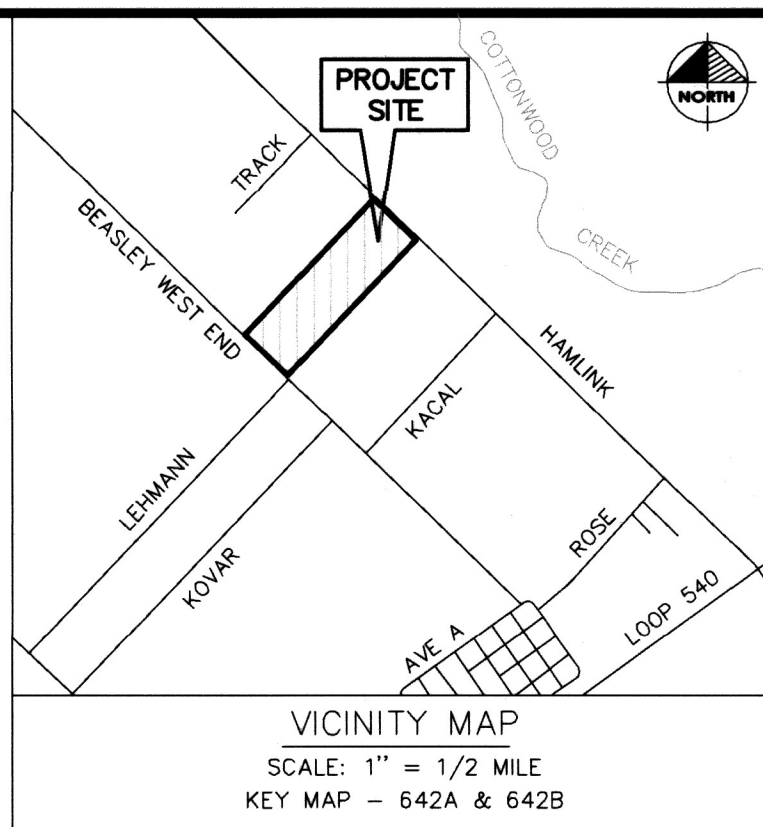 COTTONWOOD
CREEK
NORTH
PROJECT
SITE
TRACK
BEASLEY WEST END
HAMLINK
KACAL
LEHMANN
KOVAR
ROSE
LOOP 540
AVE A
VICINITY MAP
SCALE: 1" = 1/2 MILE
KEY MAP - 642A & 642B